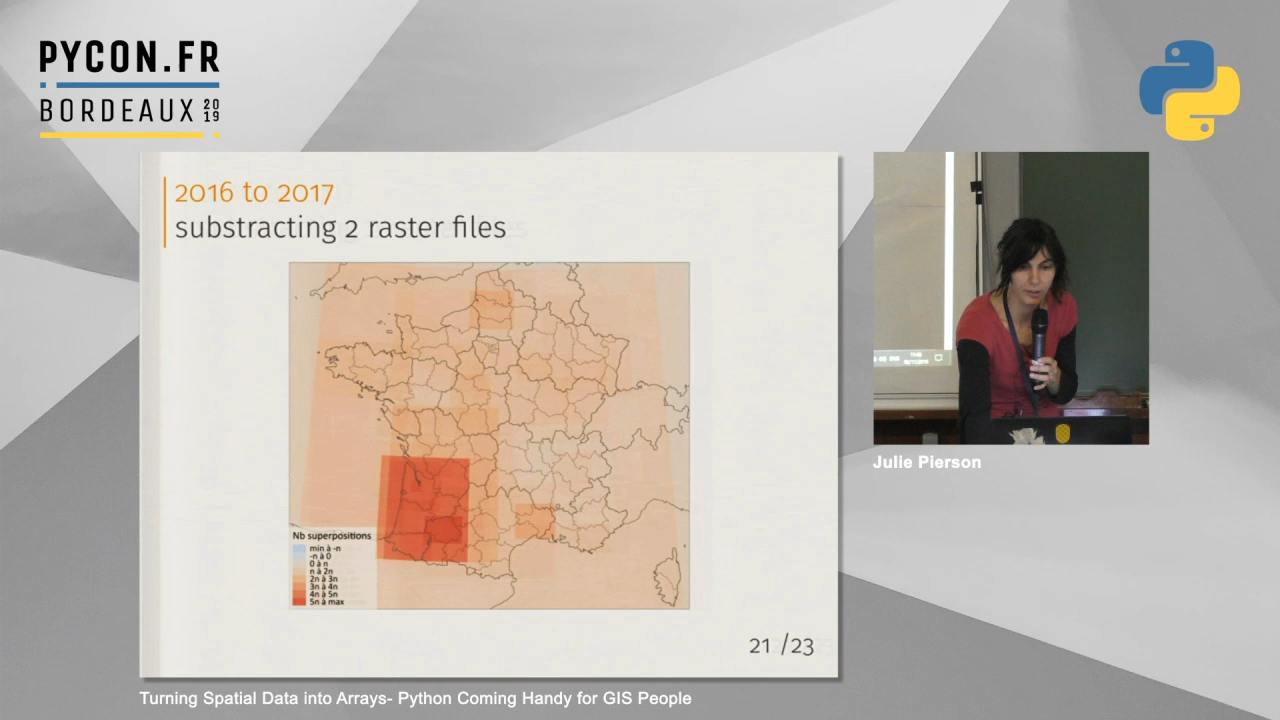 PYCON.FR
BORDEAUX 2019
2016 to 2017
substracting 2 raster files
Nb superpositions
min à -n
-n à 0
0 à n
n à 2n
2n à 3n
3n à 4n
4n à 5n
5n à max
21 /23
Julie Pierson
Turning Spatial Data into Arrays- Python Coming Handy for GIS People